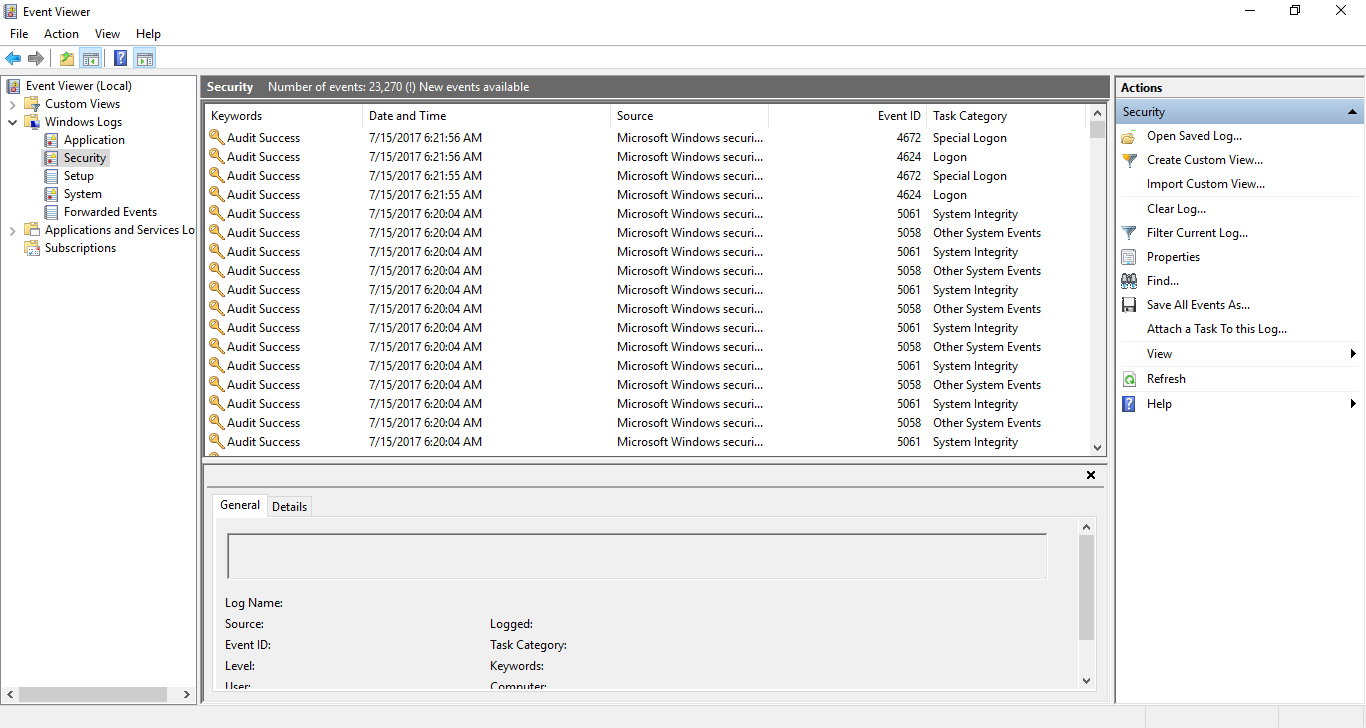 Event Viewer
File Action View Help
Event Viewer (Local)
Custom Views
Windows Logs
Application
Security
Setup
System
Forwarded Events
Applications and Services Lo
Subscriptions
Security Number of events: 23,270 (!) New events available
Keywords Date and Time Source Event ID Task Category
Audit Success 7/15/2017 6:21:56 AM Microsoft Windows securi... 4672 Special Logon
Audit Success 7/15/2017 6:21:56 AM Microsoft Windows securi... 4624 Logon
Audit Success 7/15/2017 6:21:55 AM Microsoft Windows securi... 4672 Special Logon
Audit Success 7/15/2017 6:21:55 AM Microsoft Windows securi... 4624 Logon
Audit Success 7/15/2017 6:20:04 AM Microsoft Windows securi... 5061 System Integrity
Audit Success 7/15/2017 6:20:04 AM Microsoft Windows securi... 5058 Other System Events
Audit Success 7/15/2017 6:20:04 AM Microsoft Windows securi... 5061 System Integrity
Audit Success 7/15/2017 6:20:04 AM Microsoft Windows securi... 5058 Other System Events
Audit Success 7/15/2017 6:20:04 AM Microsoft Windows securi... 5061 System Integrity
Audit Success 7/15/2017 6:20:04 AM Microsoft Windows securi... 5058 Other System Events
Audit Success 7/15/2017 6:20:04 AM Microsoft Windows securi... 5061 System Integrity
Audit Success 7/15/2017 6:20:04 AM Microsoft Windows securi... 5058 Other System Events
Audit Success 7/15/2017 6:20:04 AM Microsoft Windows securi... 5061 System Integrity
Audit Success 7/15/2017 6:20:04 AM Microsoft Windows securi... 5058 Other System Events
Audit Success 7/15/2017 6:20:04 AM Microsoft Windows securi... 5061 System Integrity
Audit Success 7/15/2017 6:20:04 AM Microsoft Windows securi... 5058 Other System Events
Audit Success 7/15/2017 6:20:04 AM Microsoft Windows securi... 5061 System Integrity
General Details
Log Name:
Source: Logged:
Event ID: Task Category:
Level: Keywords:
User: Computer:
Actions
Security
Open Saved Log...
Create Custom View...
Import Custom View...
Clear Log...
Filter Current Log...
Properties
Find...
Save All Events As...
Attach a Task To this Log...
View
Refresh
Help